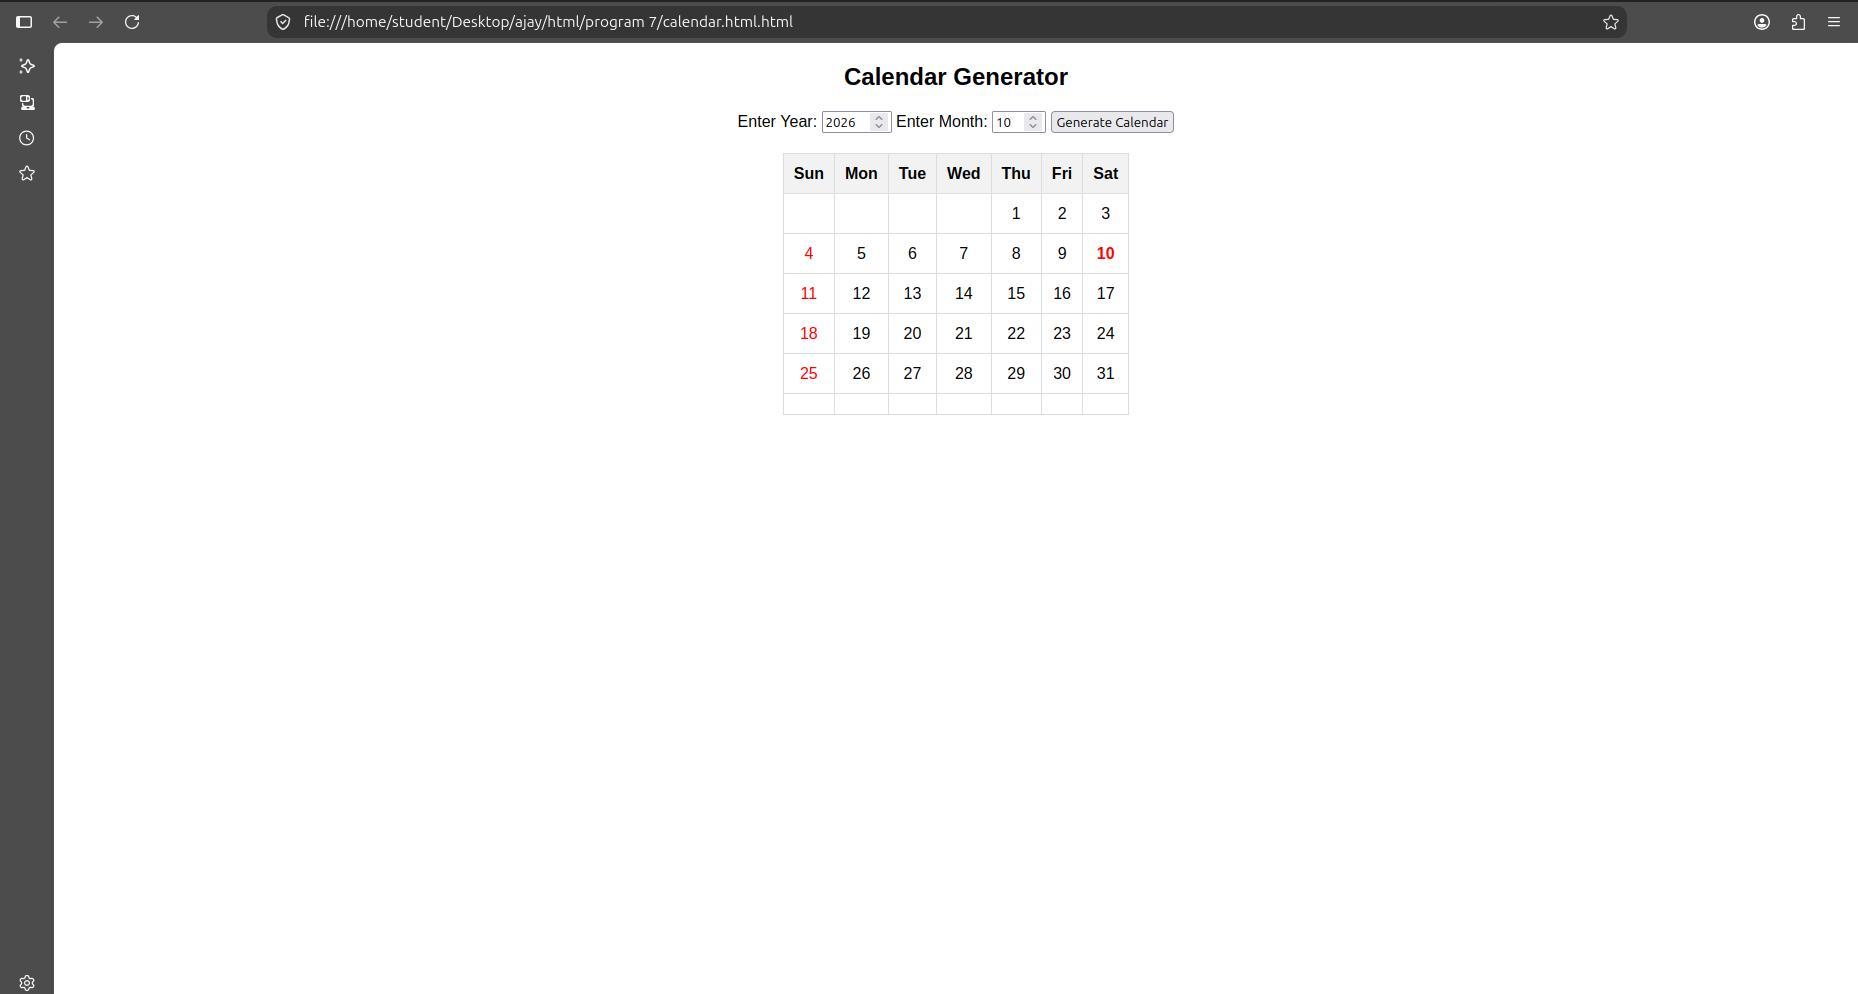 file:///home/student/Desktop/ajay/html/program 7/calendar.html.html
Calendar Generator
Enter Year: 2026 Enter Month: 10 Generate Calendar
Sun Mon Tue Wed Thu Fri Sat
1 2 3
4 5 6 7 8 9 10
11 12 13 14 15 16 17
18 19 20 21 22 23 24
25 26 27 28 29 30 31